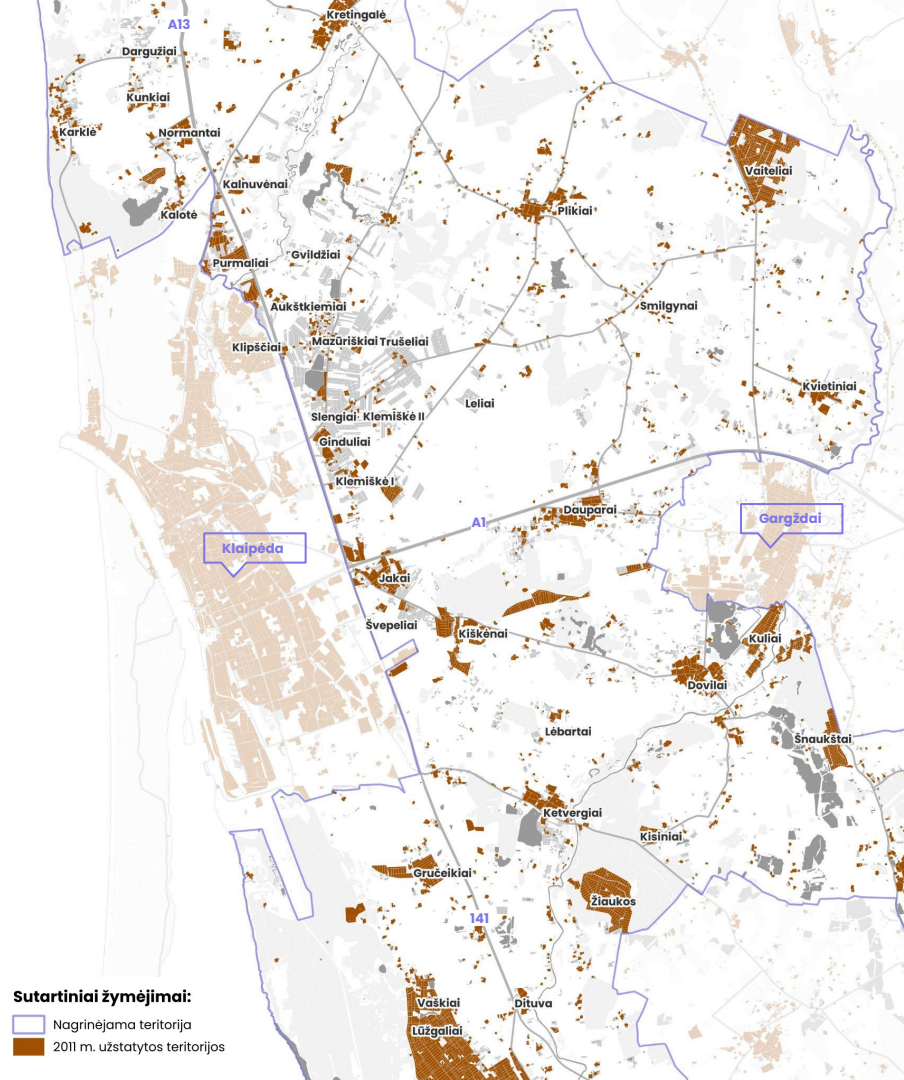 Kretingalė
A13
Dargužiai
Kunkiai
Karklė
Normantai
Vaiteliai
Kalnuvėnai
Kalotė
Plikiai
Gvildžiai
Purmaliai
Aukštkiemiai
Smilgynai
Klipščiai
Mazūriškiai
Trušeliai
Kvietiniai
Leliai
Slengiai
Klemiškė II
Ginduliai
Klemiškė I
Dauparai
A1
Gargždai
Klaipėda
Jakai
Švepeliai
Kiškėnai
Kuliai
Dovilai
Lėbartai
Šnaukštai
Ketvergiai
Kisiniai
Gručeikiai
Žiaukos
141
Sutartiniai žymėjimai:
Vaškiai
Dituva
Nagrinėjama teritorija
Lūžgaliai
2011 m. užstatytos teritorijos